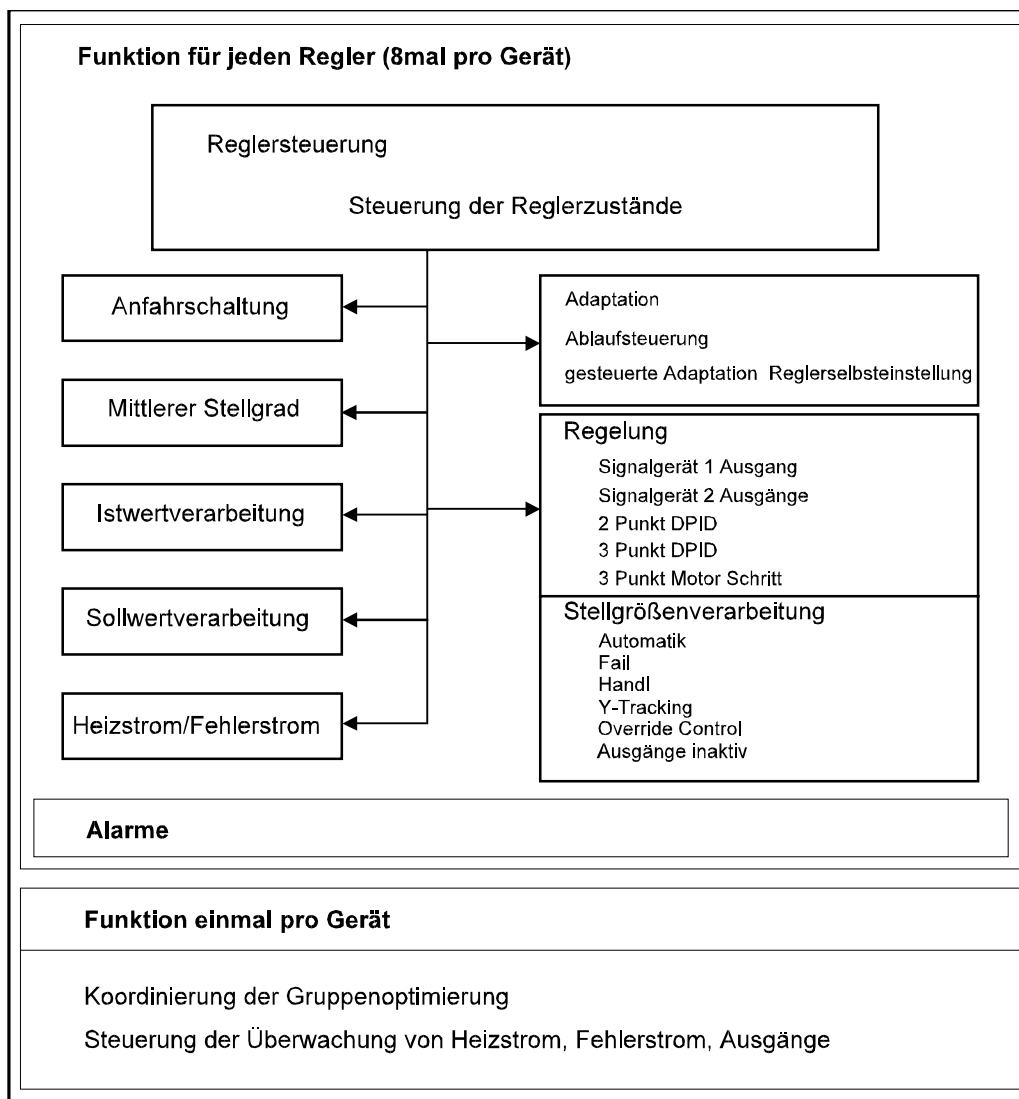 Funktion für jeden Regler (8mal pro Gerät)
Reglersteuerung
Steuerung der Reglerzustände
Anfahrschaltung
Mittlerer Stellgrad
Istwertverarbeitung
Sollwertverarbeitung
Heizstrom/Fehlerstrom
Adaptation
Ablaufsteuerung
gesteuerte Adaptation Reglerselbsteinstellung
Regelung
Signalgerät 1 Ausgang
Signalgerät 2 Ausgänge
2 Punkt DPID
3 Punkt DPID
3 Punkt Motor Schritt
Stellgrößenverarbeitung
Automatik
Fail
Handl
Y-Tracking
Override Control
Ausgänge inaktiv
Alarme
Funktion einmal pro Gerät
Koordinierung der Gruppenoptimierung
Steuerung der Überwachung von Heizstrom, Fehlerstrom, Ausgänge